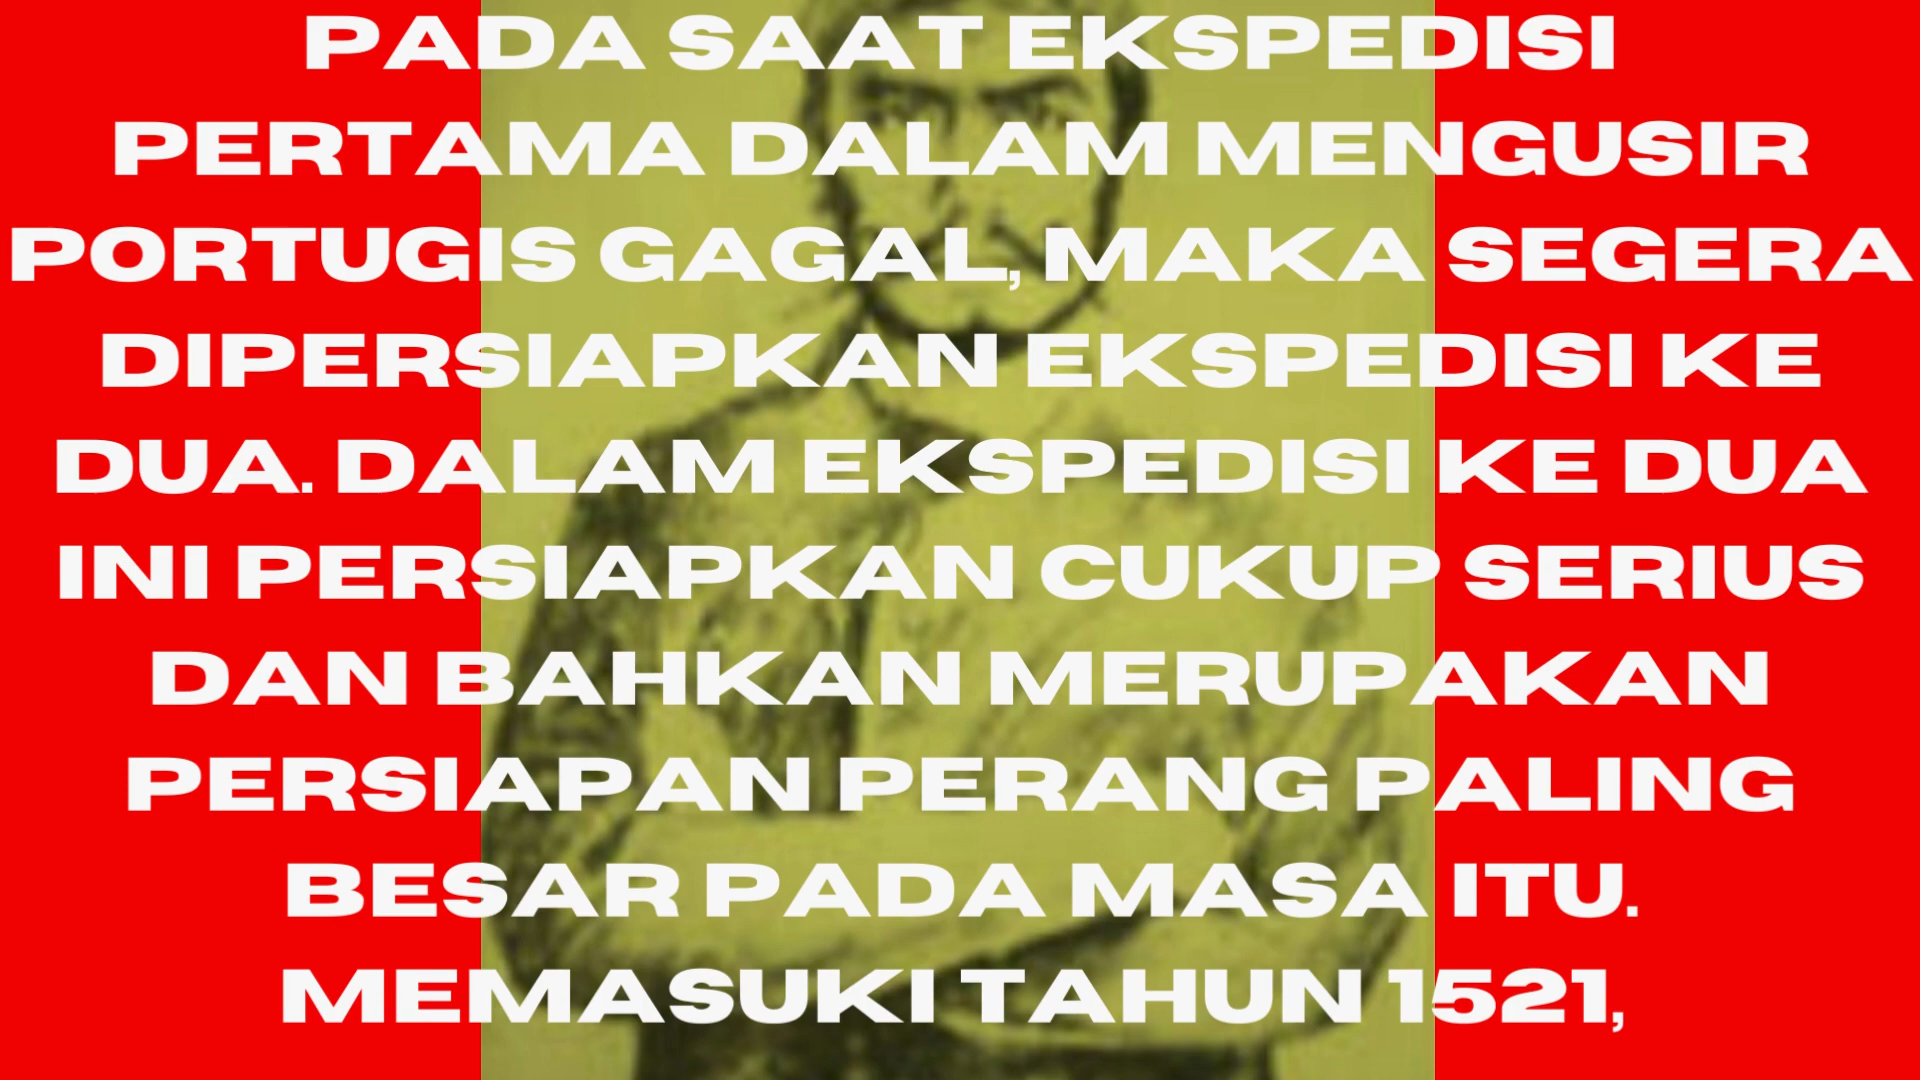 PADA SAAT EKSPEDISI
PERTAMA DALAM MENGUSIR
PORTUGIS GAGAL, MAKA SEGERA
DIPERSIAPKAN EKSPEDISI KE
DUA. DALAM EKSPEDISI KE DUA
INI PERSIAPKAN CUKUP SERIUS
DAN BAHKAN MERUPAKAN
PERSIAPAN PERANG PALING
BESAR PADA MASA ITU.
MEMASUKI TAHUN 1521,